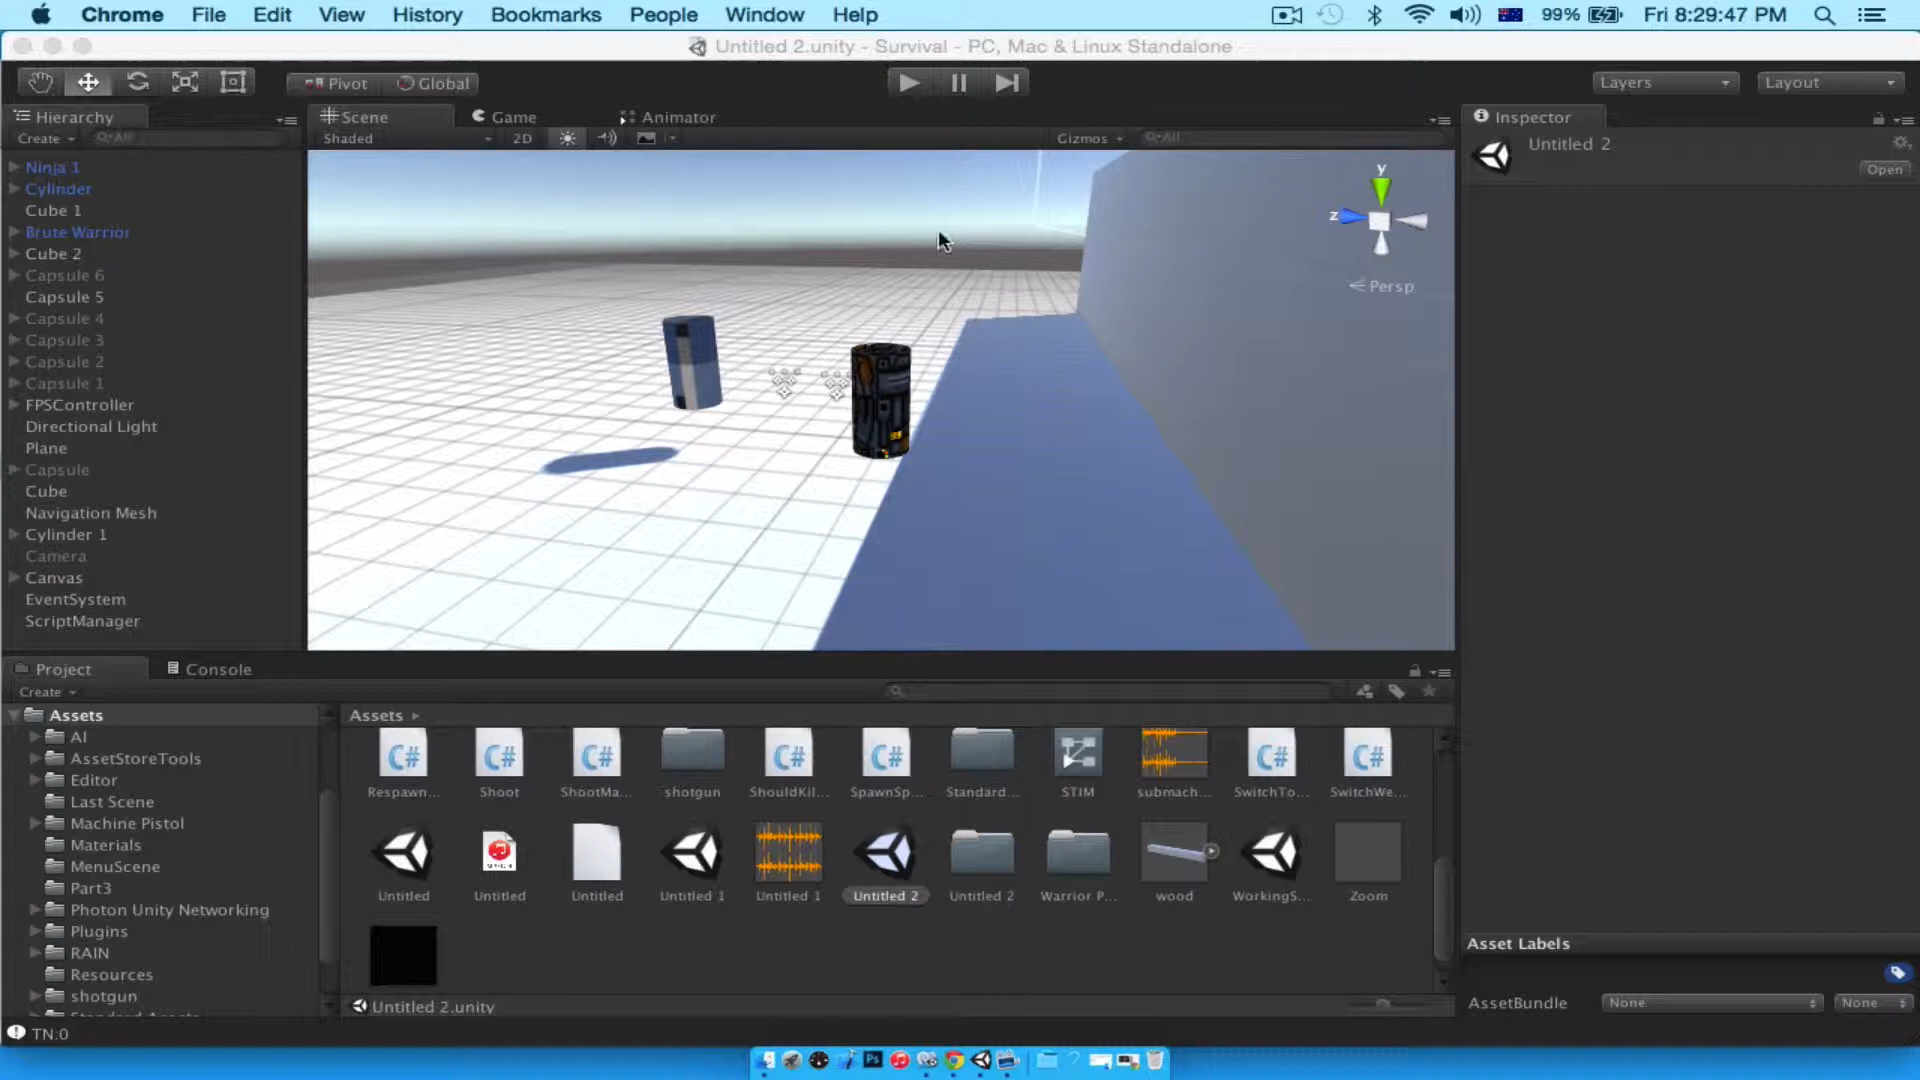 Chrome File Edit View History Bookmarks People Window Help 99% Fri 8:29:47 PM
Untitled 2.unity - Survival - PC, Mac & Linux Standalone
Pivot Global Layers Layout
Hierarchy Scene Game Animator Inspector
Create All Shaded 2D Gizmos All
Untitled 2
Open
Ninja 1
Cylinder
Cube 1
Brute Warrior
Cube 2
Capsule 6
Capsule 5
Capsule 4
Capsule 3
Capsule 2
Capsule 1
FPSController
Directional Light
Plane
Capsule
Cube
Navigation Mesh
Cylinder 1
Camera
Canvas
EventSystem
ScriptManager
y
z
Persp
Project Console
Create
Assets
AI
AssetStoreTools
Editor
Last Scene
Machine Pistol
Materials
MenuScene
Part3
Photon Unity Networking
Plugins
RAIN
Resources
shotgun
Standard Assets
Assets
C# C# C# C# C# C# C#
Respawn... Shoot ShootMa... shotgun ShouldKil... SpawnSp... Standard... STIM submach... SwitchTo... SwitchWe...
Untitled Untitled Untitled Untitled 1 Untitled 1 Untitled 2 Untitled 2 Warrior P... wood WorkingS... Zoom
Untitled 2.unity
Asset Labels
AssetBundle None None
TN:0
Ps